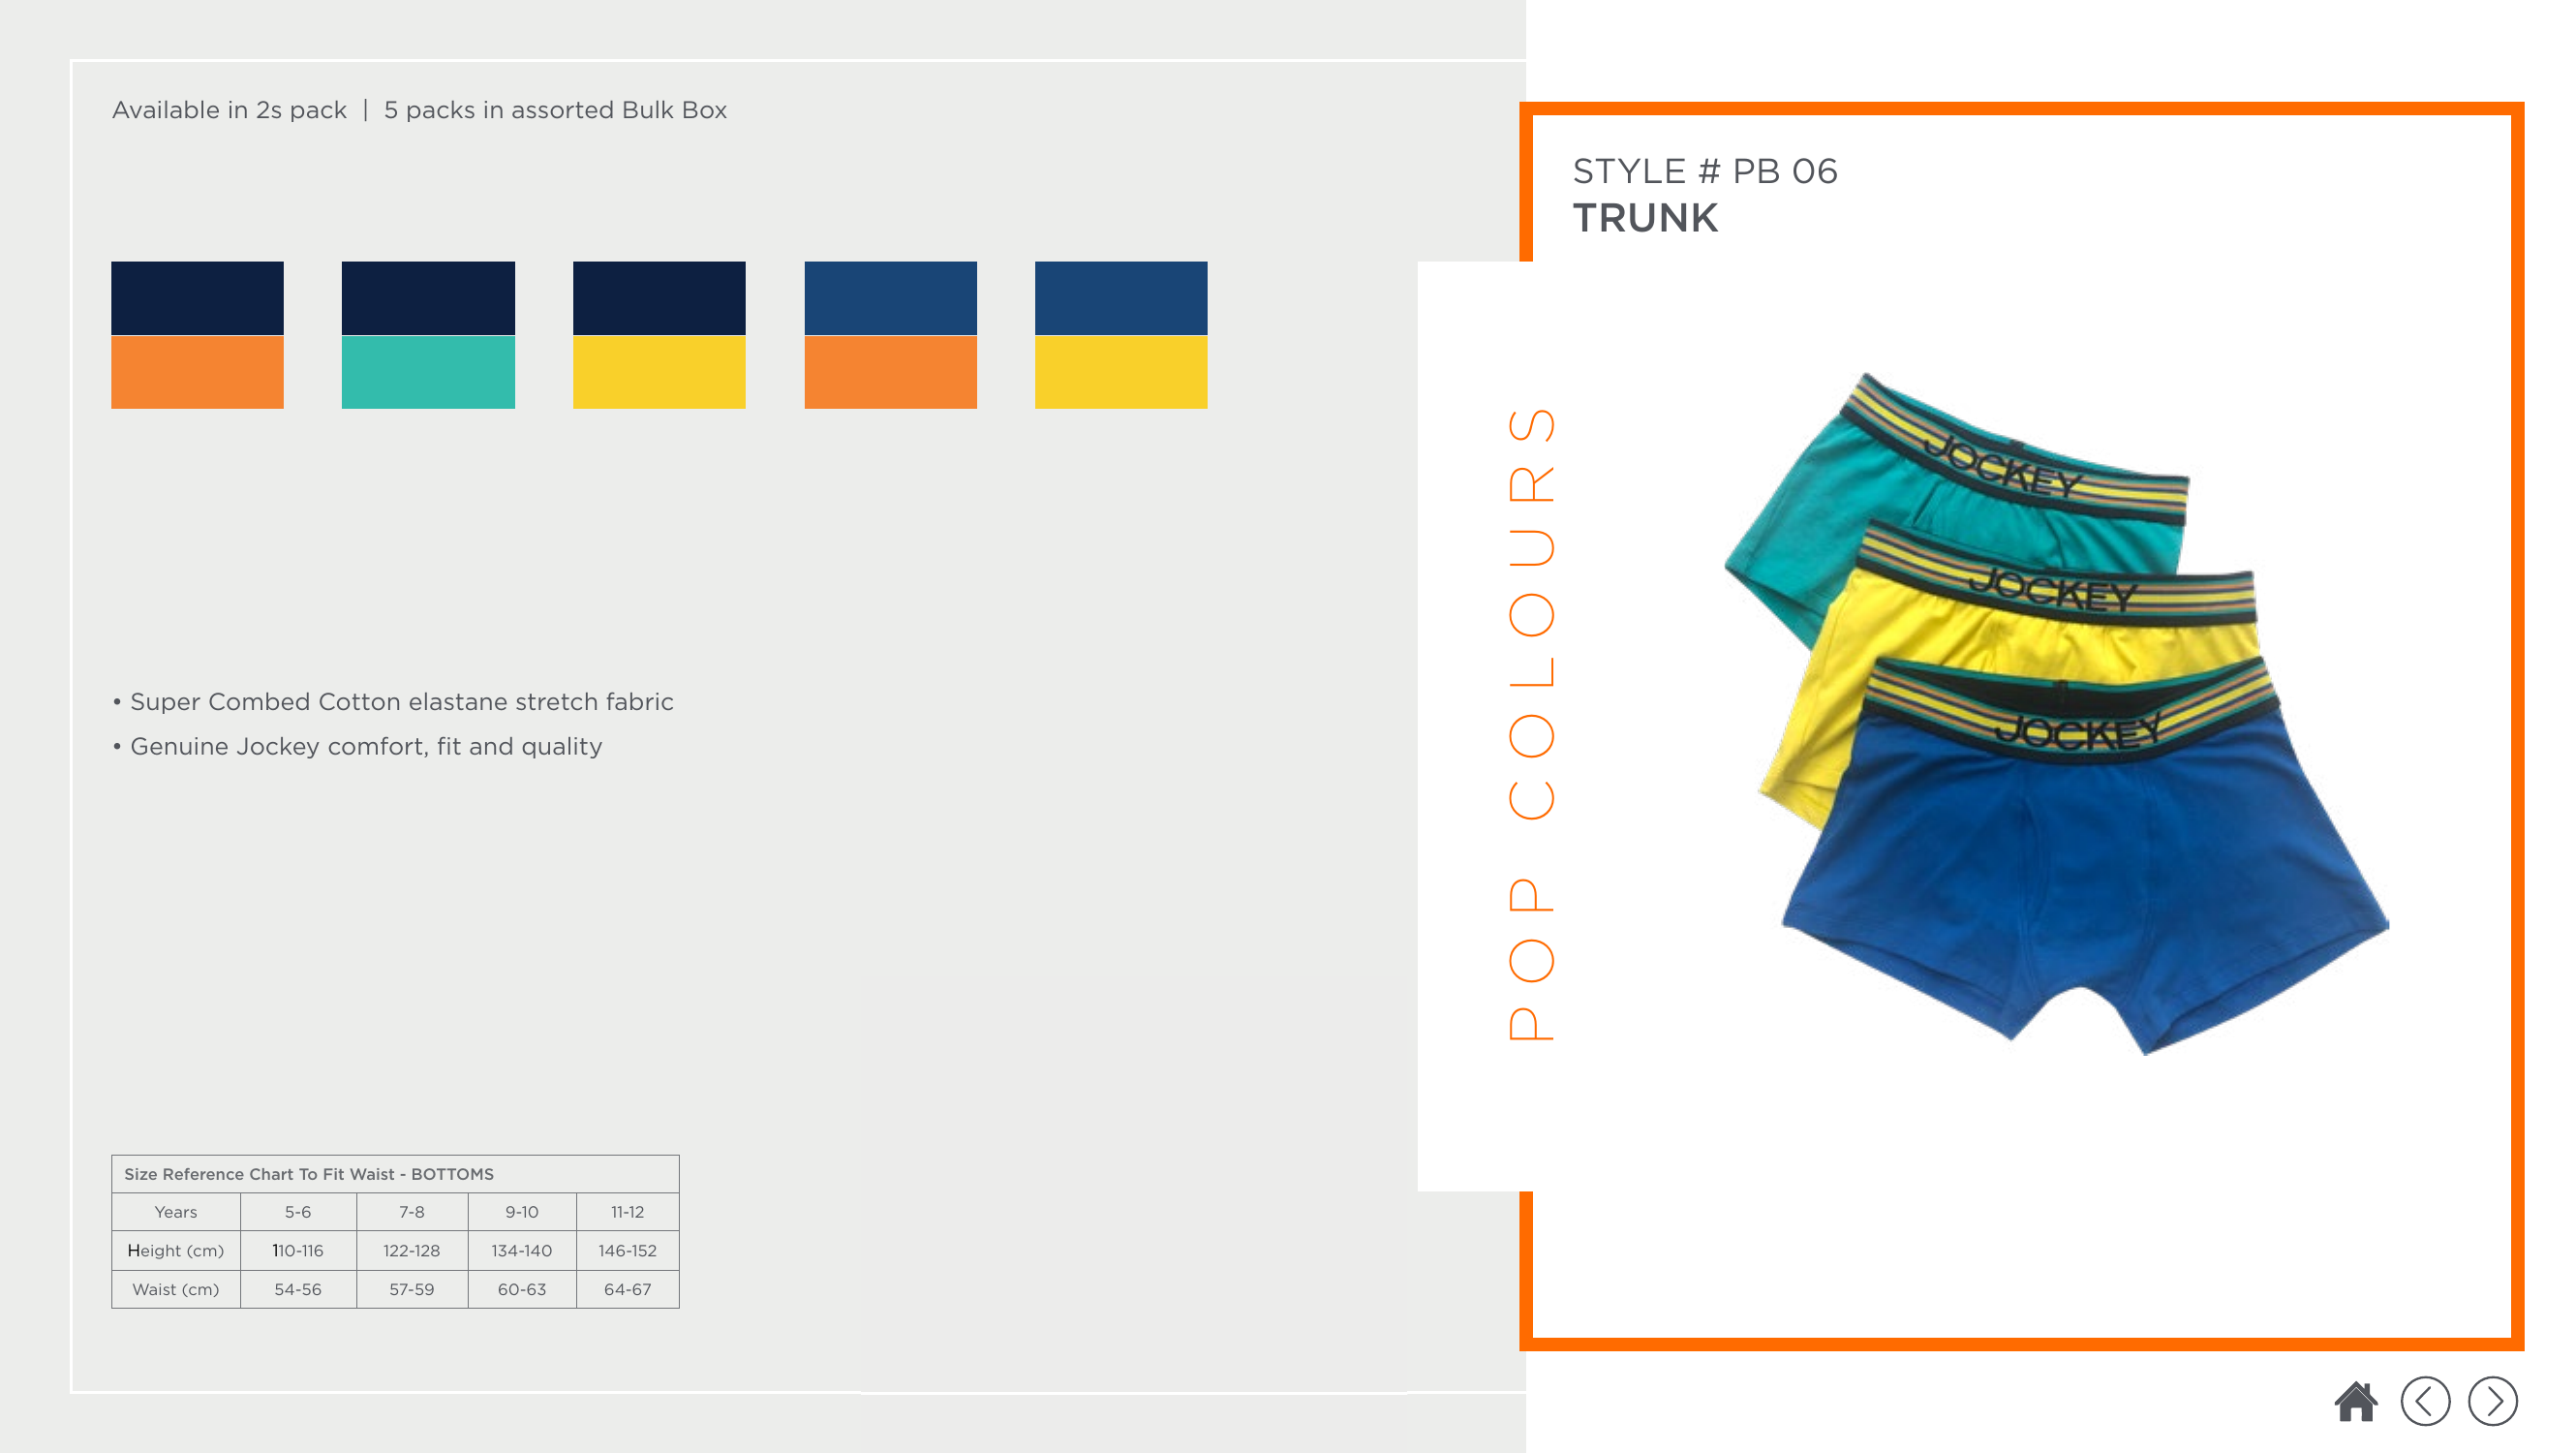 Available in 2s pack | 5 packs in assorted Bulk Box
• Super Combed Cotton elastane stretch fabric
• Genuine Jockey comfort, fit and quality
Size Reference Chart To Fit Waist - BOTTOMS
Years 5-6 7-8 9-10 11-12
Height (cm) 110-116 122-128 134-140 146-152
Waist (cm) 54-56 57-59 60-63 64-67
STYLE # PB 06
TRUNK
POP COLOURS
JOCKEY
JOCKEY
JOCKEY